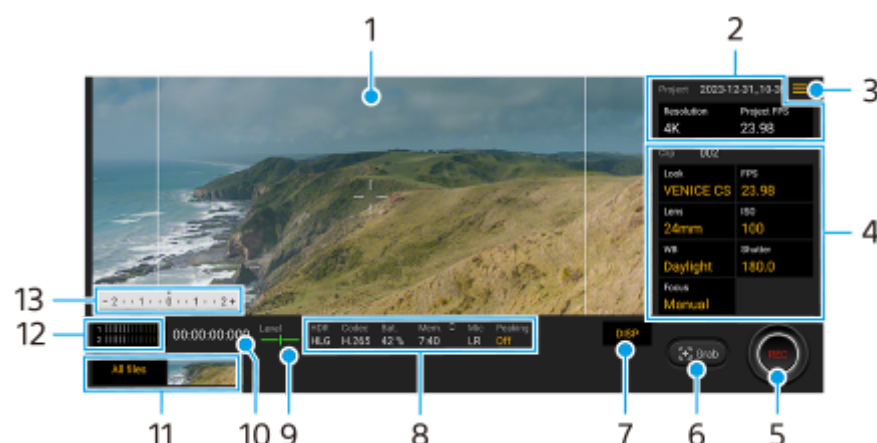 1
2
3
4
5
6
7
8
9
10
11
12
13
Project 2023-12-31_10-3
Resolution Project FPS
4K 23.98
Clip 002
Look FPS
VENICE CS 23.98
Lens ISO
24mm 100
WB Shutter
Daylight 180.0
Focus
Manual
-2··1··0··1··2+
1
2
00:00:00:000
Level
HDR Codec Bat. Mem. Mic Peaking
HLG H.265 42 % 7:40 LR Off
DISP
Grab
REC
All files